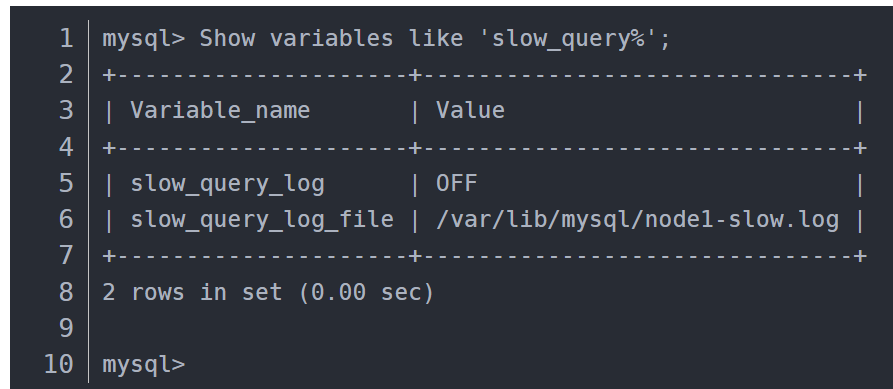 1 mysql> Show variables like 'slow_query%';
2 +---------------------+-------------------------------+
3 | Variable_name       | Value                         |
4 +---------------------+-------------------------------+
5 | slow_query_log      | OFF                           |
6 | slow_query_log_file | /var/lib/mysql/node1-slow.log |
7 +---------------------+-------------------------------+
8 2 rows in set (0.00 sec)
9
10 mysql>